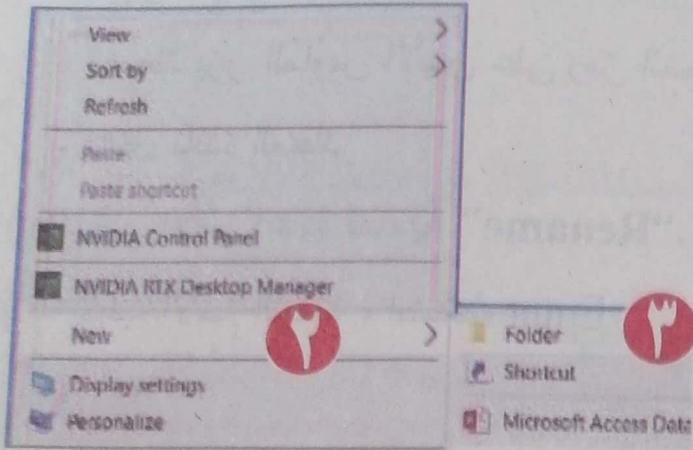 View
Sort by
Refresh
Paste
Paste shortcut
NVIDIA Control Panel
NVIDIA RTX Desktop Manager
New
٢
Display settings
Personalize
Folder
٣
Shortcut
Microsoft Access Data
"Rename"